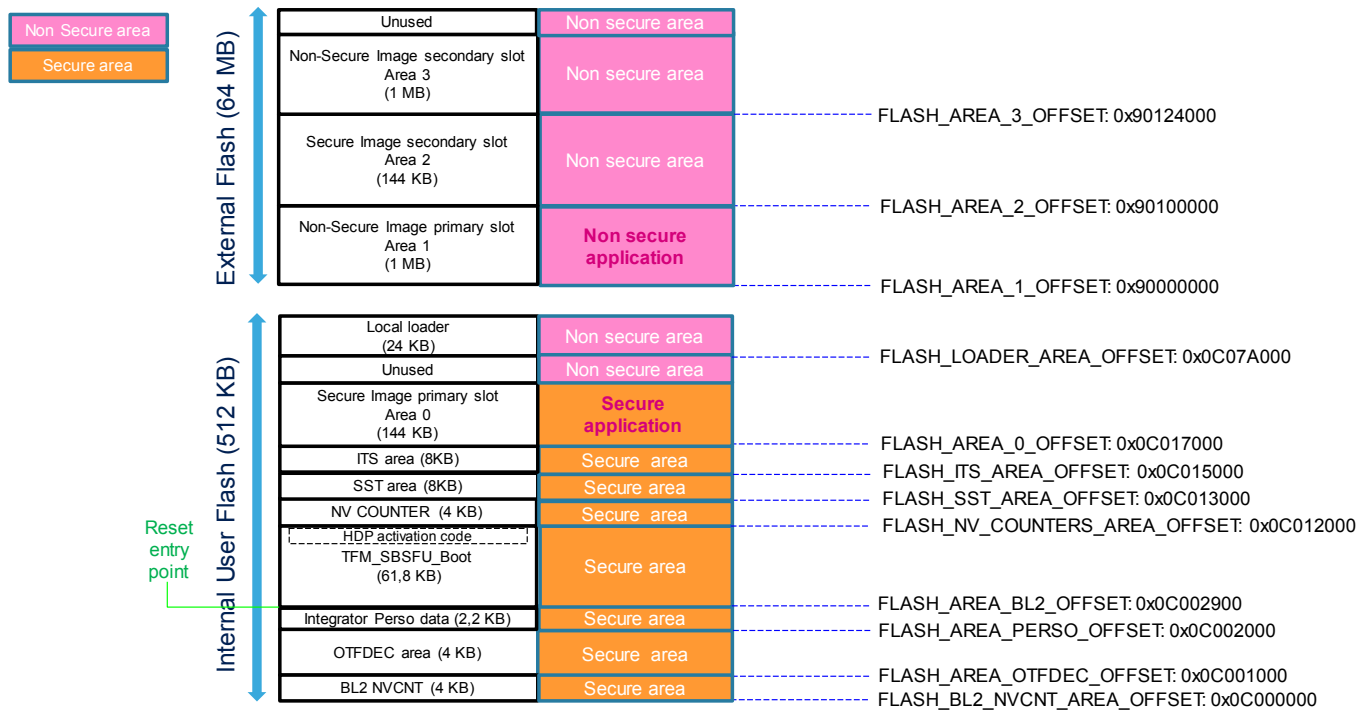 Non Secure area
Secure area
External Flash (64 MB)
Unused
Non secure area
Non-Secure Image secondary slot
Area 3
(1 MB)
Non secure area
FLASH_AREA_3_OFFSET: 0x90124000
Secure Image secondary slot
Area 2
(144 KB)
Non secure area
FLASH_AREA_2_OFFSET: 0x90100000
Non-Secure Image primary slot
Area 1
(1 MB)
Non secure
application
FLASH_AREA_1_OFFSET: 0x90000000
Internal User Flash (512 KB)
Local loader
(24 KB)
Non secure area
FLASH_LOADER_AREA_OFFSET: 0x0C07A000
Unused
Non secure area
Secure Image primary slot
Area 0
(144 KB)
Secure
application
FLASH_AREA_0_OFFSET: 0x0C017000
ITS area (8KB)
Secure area
FLASH_ITS_AREA_OFFSET: 0x0C015000
SST area (8KB)
Secure area
FLASH_SST_AREA_OFFSET: 0x0C013000
NV COUNTER (4 KB)
Secure area
FLASH_NV_COUNTERS_AREA_OFFSET: 0x0C012000
Reset
entry
point
HDP activation code
TFM_SBSFU_Boot
(61,8 KB)
Secure area
FLASH_AREA_BL2_OFFSET: 0x0C002900
Integrator Perso data (2,2 KB)
Secure area
FLASH_AREA_PERSO_OFFSET: 0x0C002000
OTFDEC area (4 KB)
Secure area
FLASH_AREA_OTFDEC_OFFSET: 0x0C001000
BL2 NVCNT (4 KB)
Secure area
FLASH_BL2_NVCNT_AREA_OFFSET: 0x0C000000